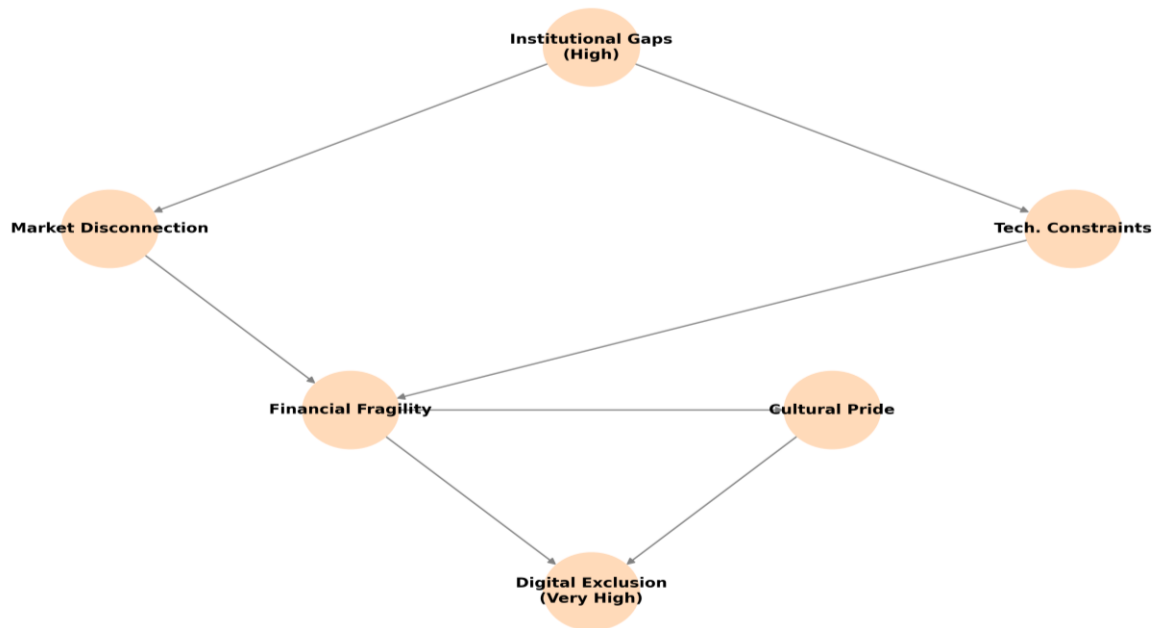 Institutional Gaps
(High)
Market Disconnection
Tech. Constraints
Financial Fragility
Cultural Pride
Digital Exclusion
(Very High)